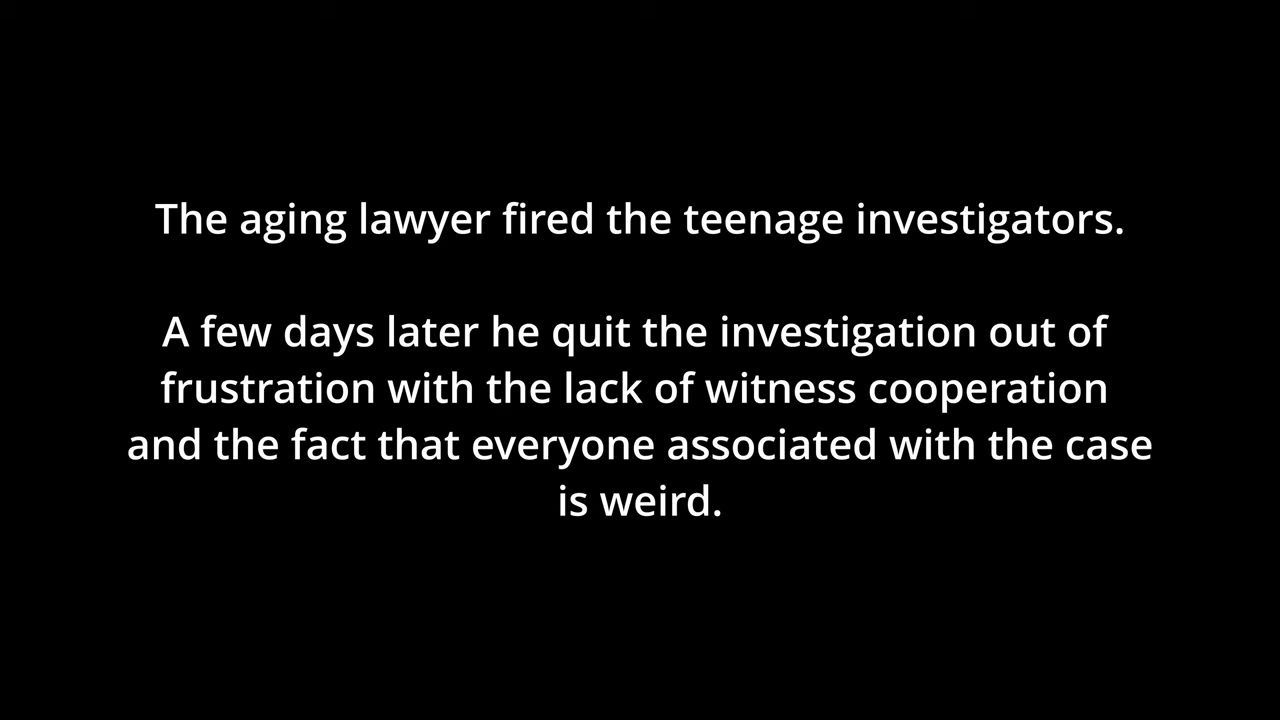 The aging lawyer fired the teenage investigators.
A few days later he quit the investigation out of
frustration with the lack of witness cooperation
and the fact that everyone associated with the case
is weird.